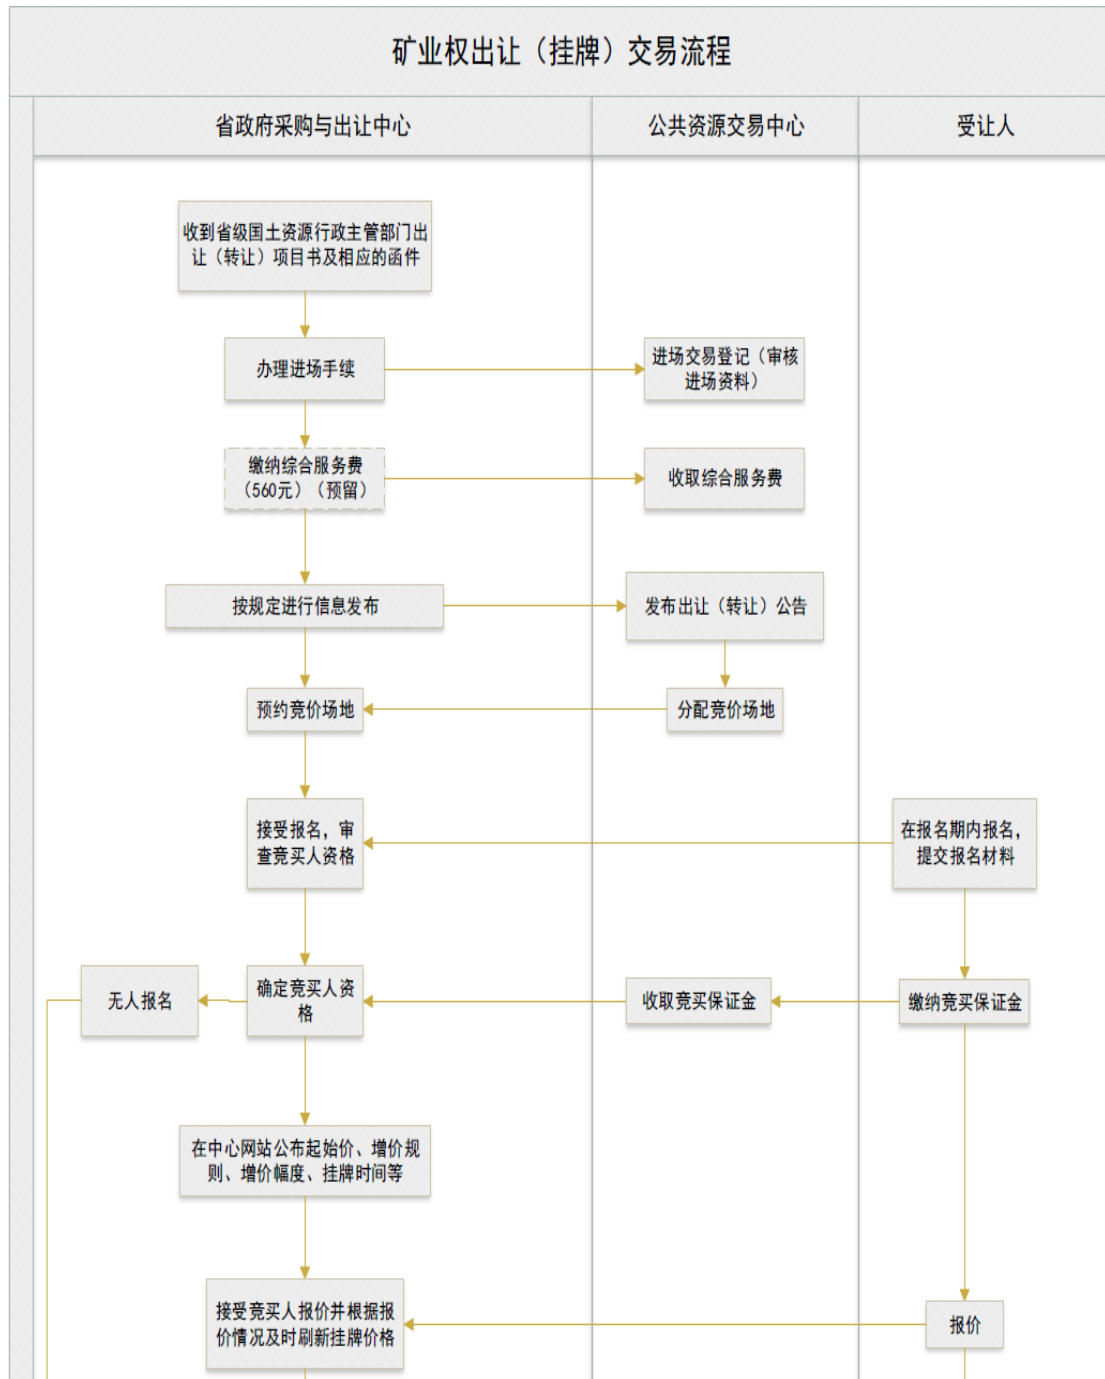 矿业权出让（挂牌）交易流程
省政府采购与出让中心
公共资源交易中心
受让人
收到省级国土资源行政主管部门出
让（转让）项目书及相应的函件
办理进场手续
进场交易登记（审核
进场资料）
缴纳综合服务费
（560元）（预留）
收取综合服务费
按规定进行信息发布
发布出让（转让）公告
预约竞价场地
分配竞价场地
接受报名，审
查竞买人资格
在报名期内报名，
提交报名材料
无人报名
确定竞买人资
格
收取竞买保证金
缴纳竞买保证金
在中心网站公布起始价、增价规
则、增价幅度、挂牌时间等
接受竞买人报价并根据报
价情况及时刷新挂牌价格
报价